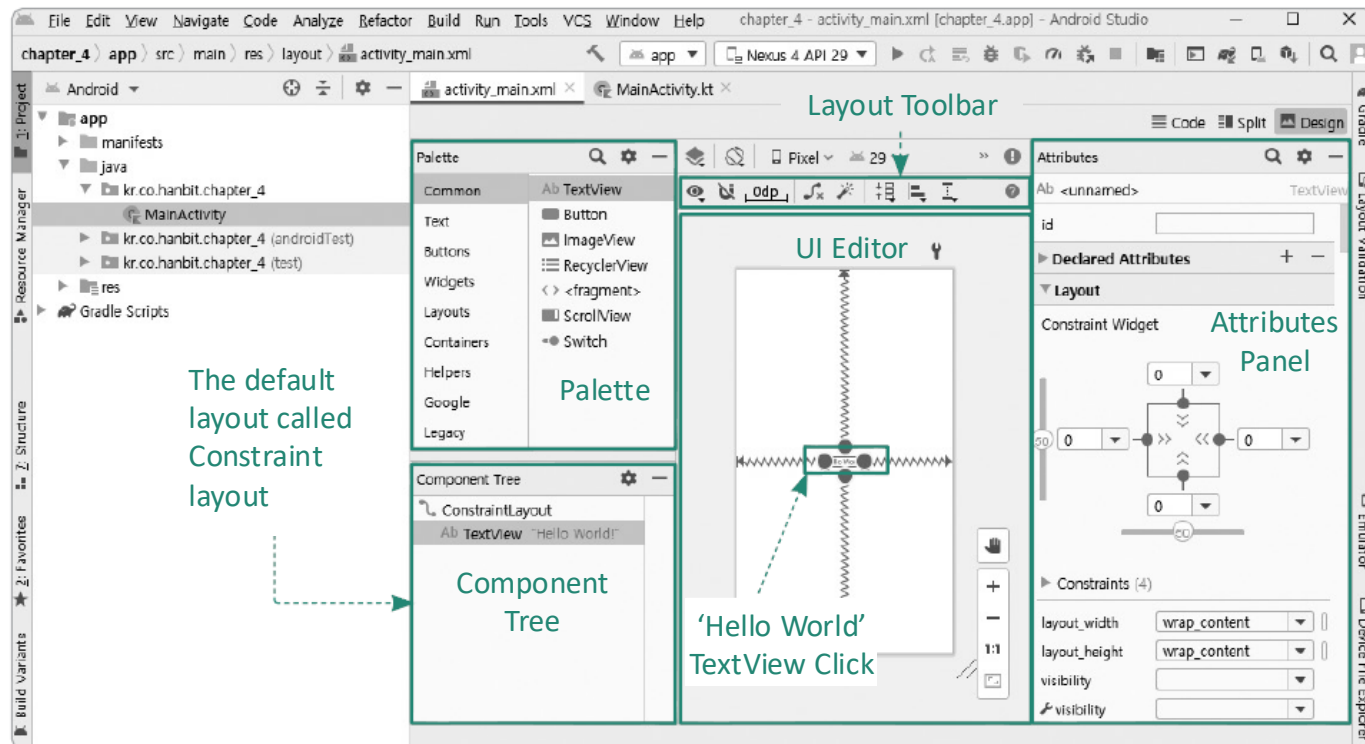 File Edit View Navigate Code Analyze Refactor Build Run Tools VCS Window Help chapter_4 - activity_main.xml [chapter_4.app] - Android Studio
chapter_4 app src main res layout activity_main.xml
app
Nexus 4 API 29
1: Project
Resource Manager
7: Structure
2: Favorites
Build Variants
Android
app
manifests
java
kr.co.hanbit.chapter_4
MainActivity
kr.co.hanbit.chapter_4 (androidTest)
kr.co.hanbit.chapter_4 (test)
res
Gradle Scripts
The default
layout called
Constraint
layout
activity_main.xml
MainActivity.kt
Layout Toolbar
Code
Split
Design
Palette
Common
Text
Buttons
Widgets
Layouts
Containers
Helpers
Google
Legacy
Ab TextView
Button
ImageView
RecyclerView
<fragment>
ScrollView
Switch
Palette
Component Tree
ConstraintLayout
Ab TextView "Hello World!"
Component
Tree
Pixel
29
0dp
UI Editor
'Hello World'
TextView Click
1:1
Attributes
Ab <unnamed>
TextView
id
Declared Attributes
Layout
Constraint Widget
Attributes
Panel
0
50
0
0
0
50
Constraints (4)
layout_width wrap_content
layout_height wrap_content
visibility
visibility
Gradle
Layout Validation
Emulator
Device File Explorer